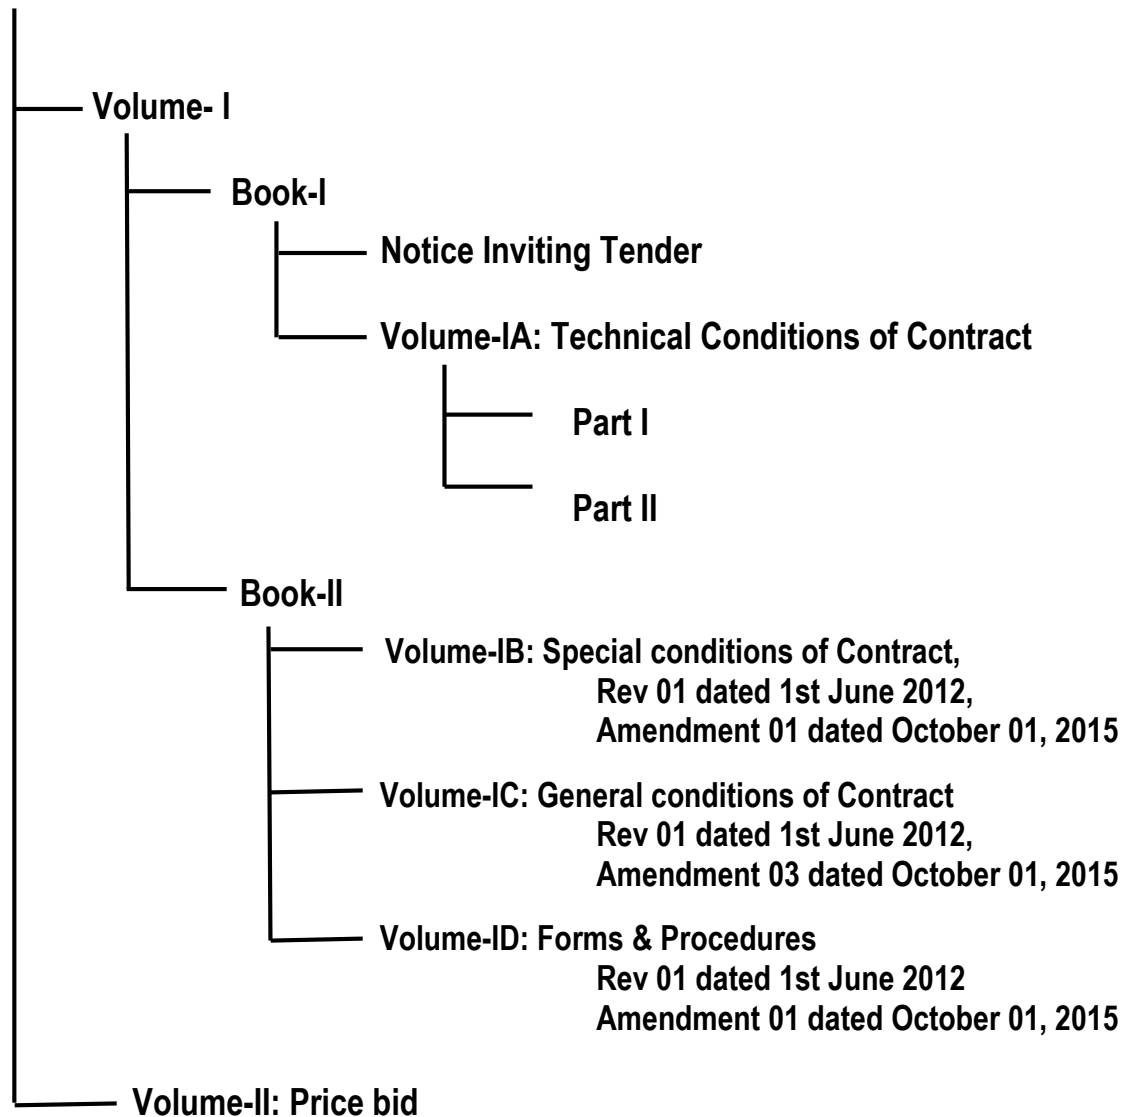 Volume- I
Book-I
Notice Inviting Tender
Volume-IA: Technical Conditions of Contract
Part I
Part II
Book-II
Volume-IB: Special conditions of Contract,
Rev 01 dated 1st June 2012,
Amendment 01 dated October 01, 2015
Volume-IC: General conditions of Contract
Rev 01 dated 1st June 2012,
Amendment 03 dated October 01, 2015
Volume-ID: Forms & Procedures
Rev 01 dated 1st June 2012
Amendment 01 dated October 01, 2015
Volume-II: Price bid